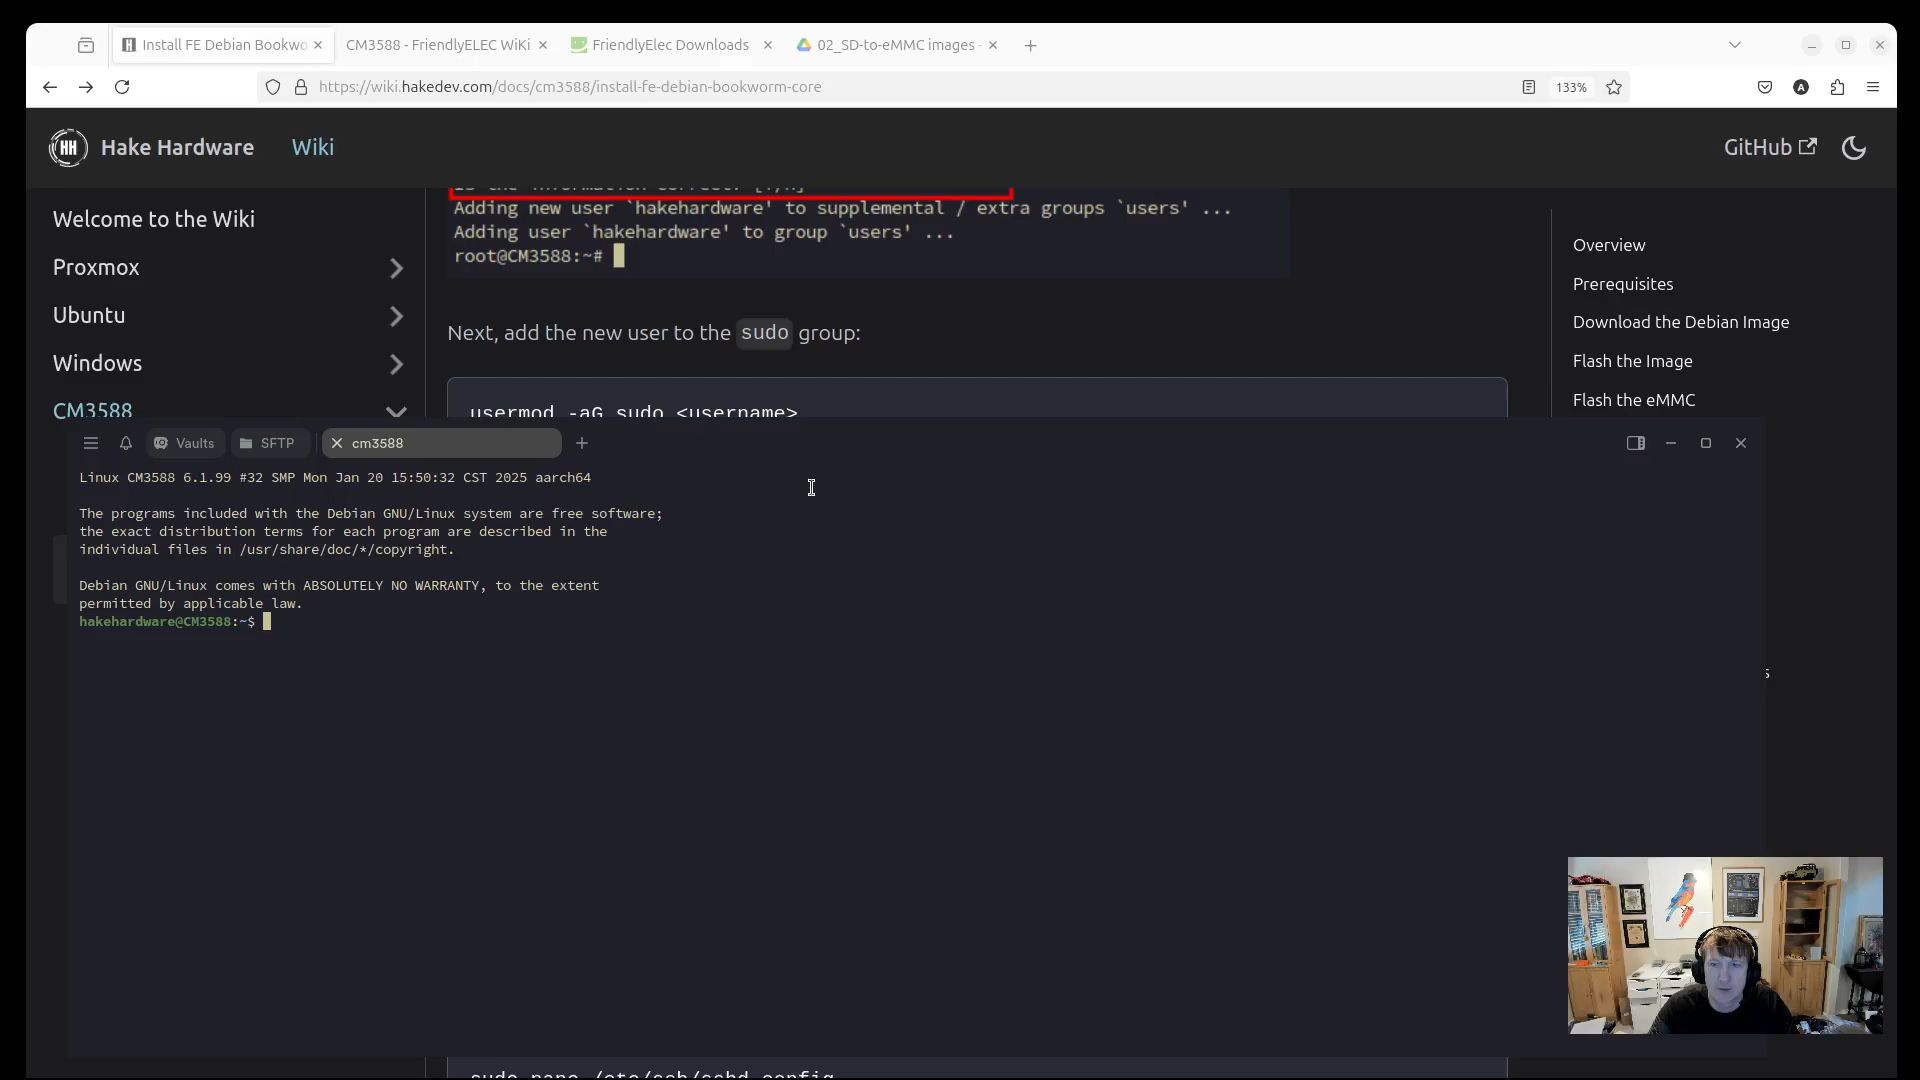 Install FE Debian Bookwo
CM3588 - FriendlyELEC WiKi
FriendlyElec Downloads
02_SD-to-eMMC images -
https://wiki.hakedev.com/docs/cm3588/install-fe-debian-bookworm-core
133%
A
HH
Hake Hardware
Wiki
GitHub
Welcome to the Wiki
Proxmox
Ubuntu
Windows
CM3588
Adding new user `hakehardware' to supplemental / extra groups `users' ...
Adding user `hakehardware' to group `users' ...
root@CM3588:~#
Next, add the new user to the sudo group:
usermod -aG sudo <username>
Overview
Prerequisites
Download the Debian Image
Flash the Image
Flash the eMMC
Vaults
SFTP
cm3588
Linux CM3588 6.1.99 #32 SMP Mon Jan 20 15:50:32 CST 2025 aarch64
The programs included with the Debian GNU/Linux system are free software;
the exact distribution terms for each program are described in the
individual files in /usr/share/doc/*/copyright.
Debian GNU/Linux comes with ABSOLUTELY NO WARRANTY, to the extent
permitted by applicable law.
hakehardware@CM3588:~$
sudo nano /etc/ssh/sshd_config